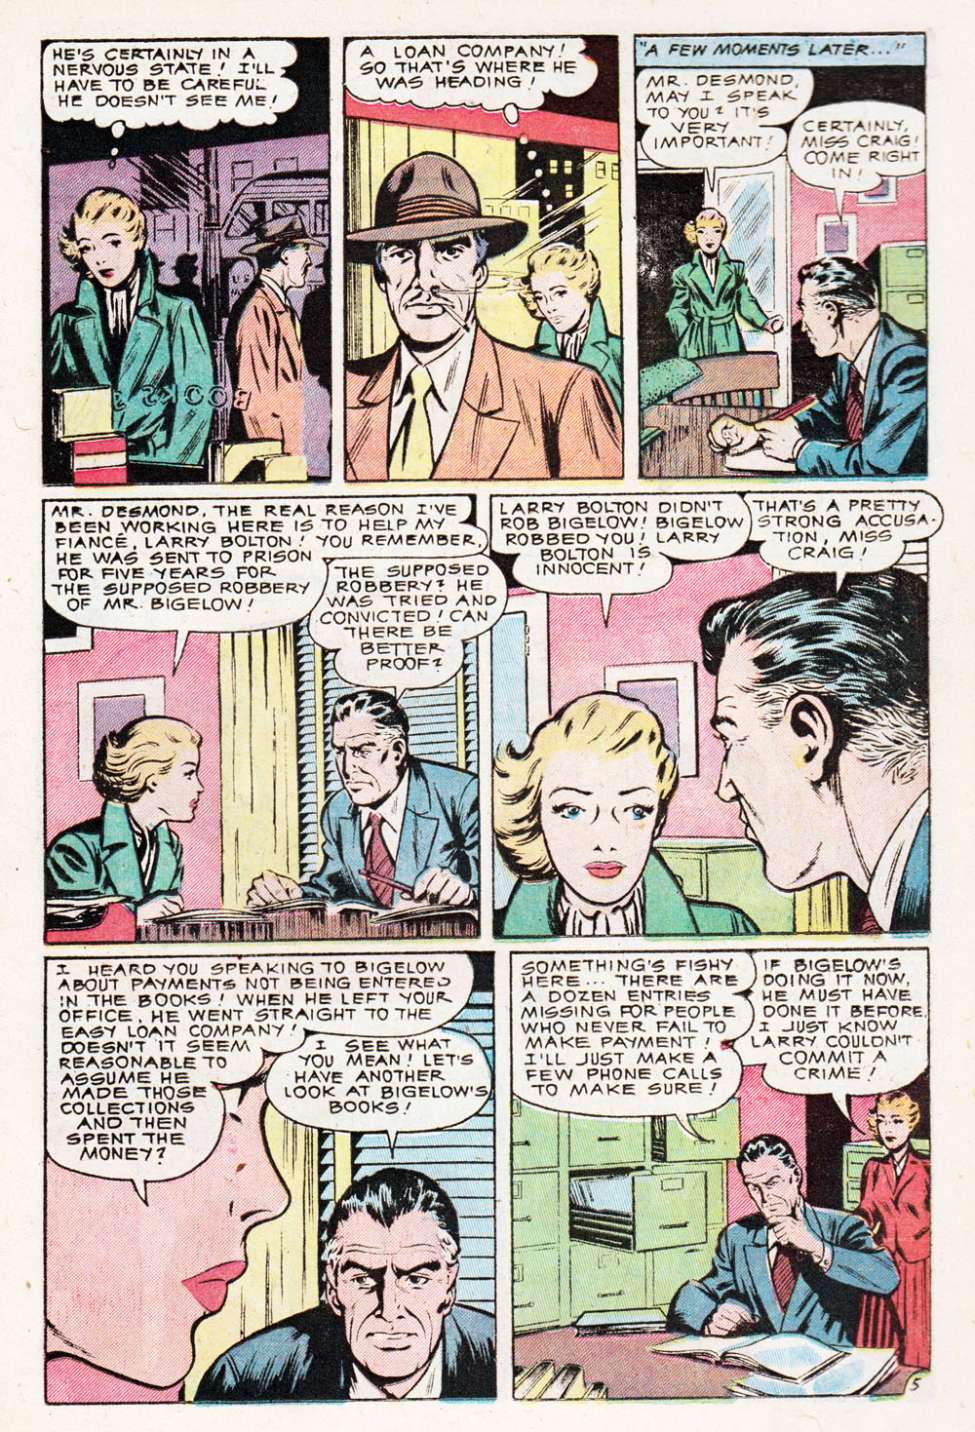 HE'S CERTAINLY IN A
NERVOUS STATE! I'LL
HAVE TO BE CAREFUL
HE DOESN'T SEE ME!
A LOAN COMPANY!
SO THAT'S WHERE HE
WAS HEADING!
"A FEW MOMENTS LATER..."
MR. DESMOND,
MAY I SPEAK
TO YOU? IT'S
VERY
IMPORTANT!
CERTAINLY,
MISS CRAIG!
COME RIGHT
IN!
MR. DESMOND, THE REAL REASON I'VE
BEEN WORKING HERE IS TO HELP MY
FIANCÉ, LARRY BOLTON! YOU REMEMBER,
HE WAS SENT TO PRISON
FOR FIVE YEARS FOR
THE SUPPOSED ROBBERY
OF MR. BIGELOW!
THE SUPPOSED
ROBBERY? HE
WAS TRIED AND
CONVICTED! CAN
THERE BE
BETTER
PROOF?
LARRY BOLTON DIDN'T
ROB BIGELOW! BIGELOW
ROBBED YOU! LARRY
BOLTON IS
INNOCENT!
THAT'S A PRETTY
STRONG ACCUSA-
TION, MISS
CRAIG!
I HEARD YOU SPEAKING TO BIGELOW
ABOUT PAYMENTS NOT BEING ENTERED
IN THE BOOKS! WHEN HE LEFT YOUR
OFFICE, HE WENT STRAIGHT TO THE
EASY LOAN COMPANY!
DOESN'T IT SEEM
REASONABLE TO
ASSUME HE
MADE THOSE
COLLECTIONS
AND THEN
SPENT THE
MONEY?
I SEE WHAT
YOU MEAN! LET'S
HAVE ANOTHER
LOOK AT BIGELOW'S
BOOKS!
SOMETHING'S FISHY
HERE... THERE ARE
A DOZEN ENTRIES
MISSING FOR PEOPLE
WHO NEVER FAIL TO
MAKE PAYMENT!
I'LL JUST MAKE A
FEW PHONE CALLS
TO MAKE SURE!
IF BIGELOW'S
DOING IT NOW,
HE MUST HAVE
DONE IT BEFORE.
I JUST KNOW
LARRY COULDN'T
COMMIT A
CRIME!
5